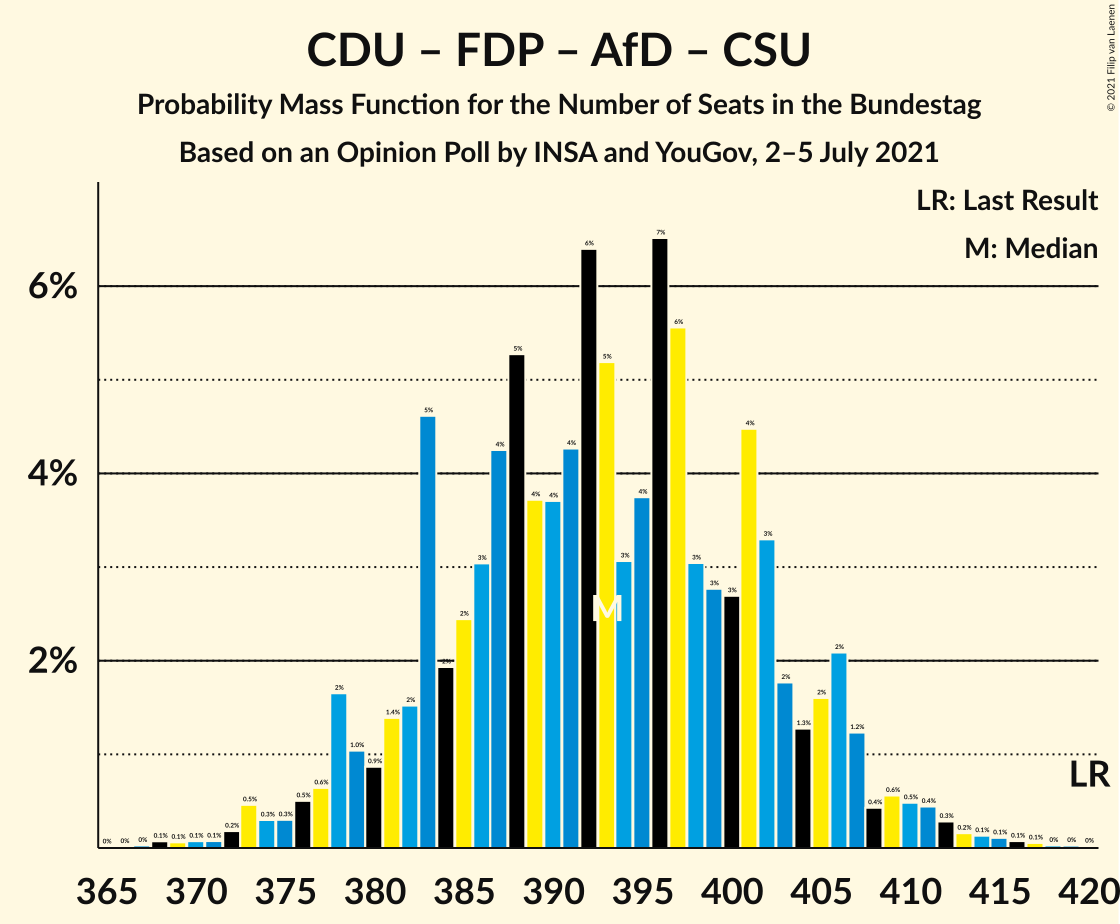 CDU – FDP – AfD – CSU
Probability Mass Function for the Number of Seats in the Bundestag
Based on an Opinion Poll by INSA and YouGov, 2–5 July 2021
© 2021 Filip van Laenen
LR: Last Result
M: Median
6%
4%
2%
0% 0% 0% 0.1% 0.1% 0.1% 0.1% 0.2% 0.5% 0.3% 0.3% 0.5% 0.6% 2% 1.0% 0.9% 1.4% 2% 5% 2% 2% 3% 4% 5% 4% 4% 4% 6% 5% 3% 4% 7% 6% 3% 3% 3% 4% 3% 2% 1.3% 2% 2% 1.2% 0.4% 0.6% 0.5% 0.4% 0.3% 0.2% 0.1% 0.1% 0.1% 0.1% 0% 0% 0%
M
LR
365 370 375 380 385 390 395 400 405 410 415 420